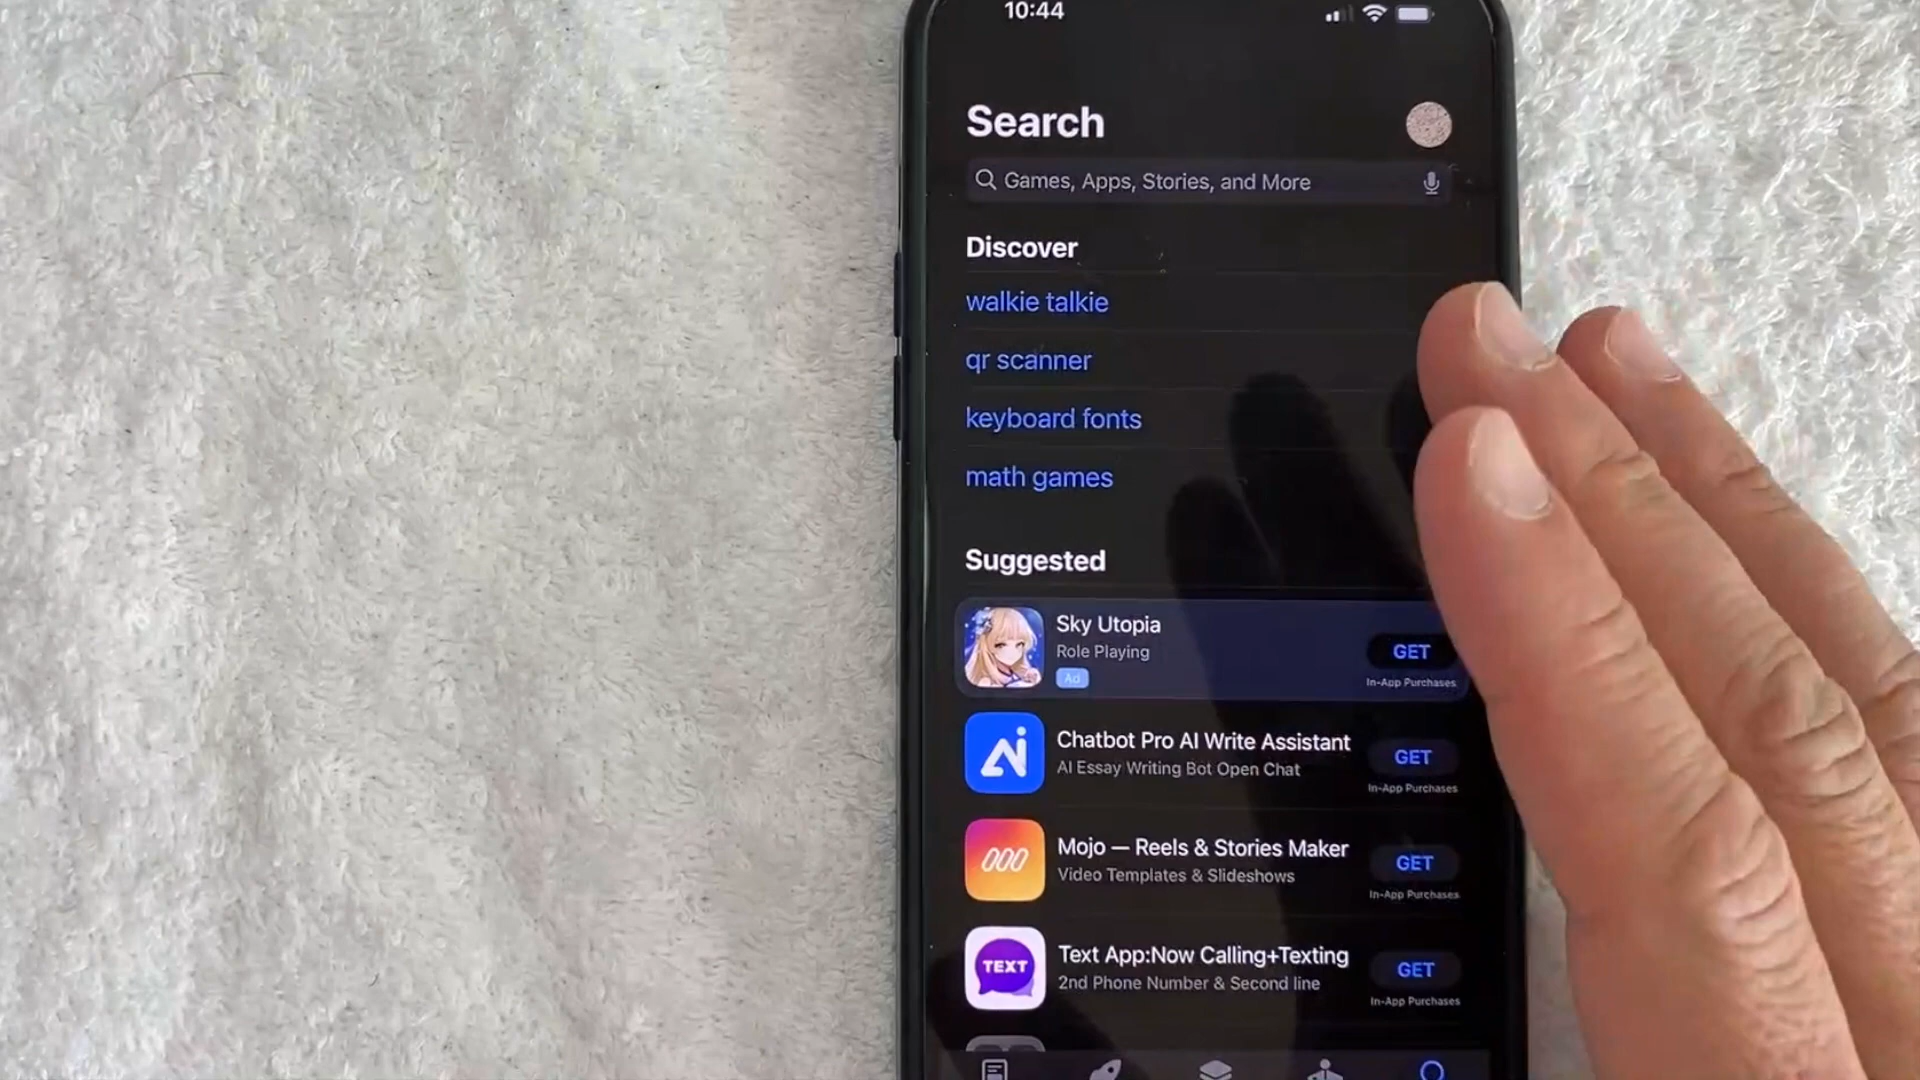 10:44
Search
Games, Apps, Stories, and More
Discover
walkie talkie
qr scanner
keyboard fonts
math games
Suggested
Sky Utopia
Role Playing
Ad
GET
In-App Purchases
Chatbot Pro AI Write Assistant
AI Essay Writing Bot Open Chat
GET
In-App Purchases
Mojo — Reels & Stories Maker
Video Templates & Slideshows
GET
In-App Purchases
TEXT
Text App:Now Calling+Texting
2nd Phone Number & Second line
GET
In-App Purchases